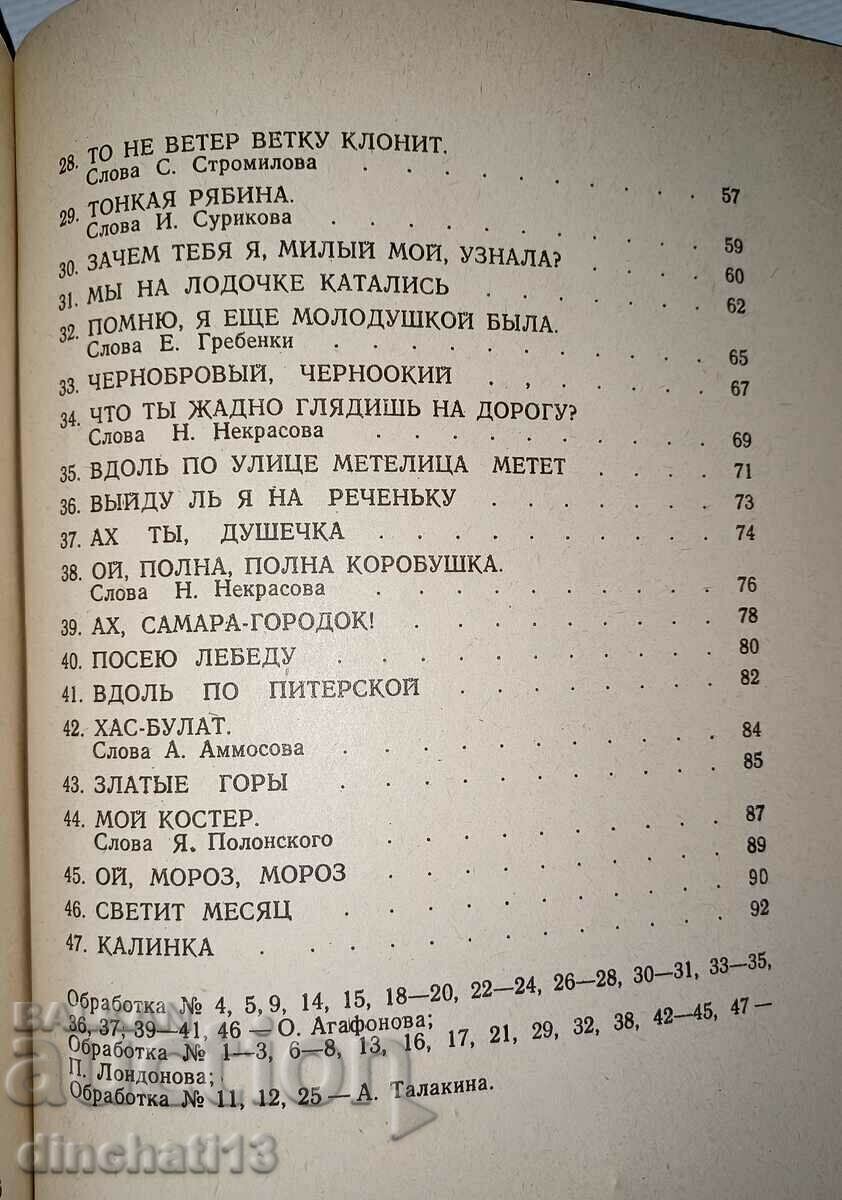 28. ТО НЕ ВЕТЕР ВЕТКУ КЛОНИТ.
Слова С. Стромилова . . . . . . . . 57
29. ТОНКАЯ РЯБИНА.
Слова И. Сурикова . . . . . . . . 59
30. ЗАЧЕМ ТЕБЯ Я, МИЛЫЙ МОЙ, УЗНАЛА? . . . 60
31. МЫ НА ЛОДОЧКЕ КАТАЛИСЬ . . . . . 62
32. ПОМНЮ, Я ЕЩЕ МОЛОДУШКОЙ БЫЛА.
Слова Е. Гребенки . . . . . . . . 65
33. ЧЕРНОБРОВЫЙ, ЧЕРНООКИЙ . , . . . . 67
34. ЧТО ТЫ ЖАДНО ГЛЯДИШЬ НА ДОРОГУ?
Слова Н. Некрасова . . . . . . . . 69
35. ВДОЛЬ ПО УЛИЦЕ МЕТЕЛИЦА МЕТЕТ . . . . 71
36. ВЫЙДУ ЛЬ Я НА РЕЧЕНЬКУ . . . . . . 73
37. АХ ТЫ, ДУШЕЧКА . . . . . . . . . 74
38. ОЙ, ПОЛНА, ПОЛНА КОРОБУШКА.
Слова Н. Некрасова . . . . . . . . 76
39. АХ, САМАРА-ГОРОДОК! . . . . . . . . 78
40. ПОСЕЮ ЛЕБЕДУ . . . . . . . . . . 80
41. ВДОЛЬ ПО ПИТЕРСКОЙ . . . . . . . 82
42. ХАС-БУЛАТ.
Слова А. Аммосова . . . . . . . . . 84
43. ЗЛАТЫЕ ГОРЫ . . . . . . . . . . 85
44. МОЙ КОСТЕР.
Слова Я. Полонского . . . . . . . . 87
45. ОЙ, МОРОЗ, МОРОЗ . . . . . . . . . 89
46. СВЕТИТ МЕСЯЦ . . . . . . . . . . 90
47. КАЛИНКА . . . . . . . . . . . . 92
Обработка № 4, 5, 9, 14, 15, 18—20, 22—24, 26—28, 30—31, 33—35,
36, 37, 39—41, 46 — О. Агафонова;
Обработка № 1—3, 6—8, 13, 16, 17, 21, 29, 32, 38, 42—45, 47 —
П. Лондонова;
Обработка № 11, 12, 25 — А. Талакина.
BALKAN
auction
dinchati13